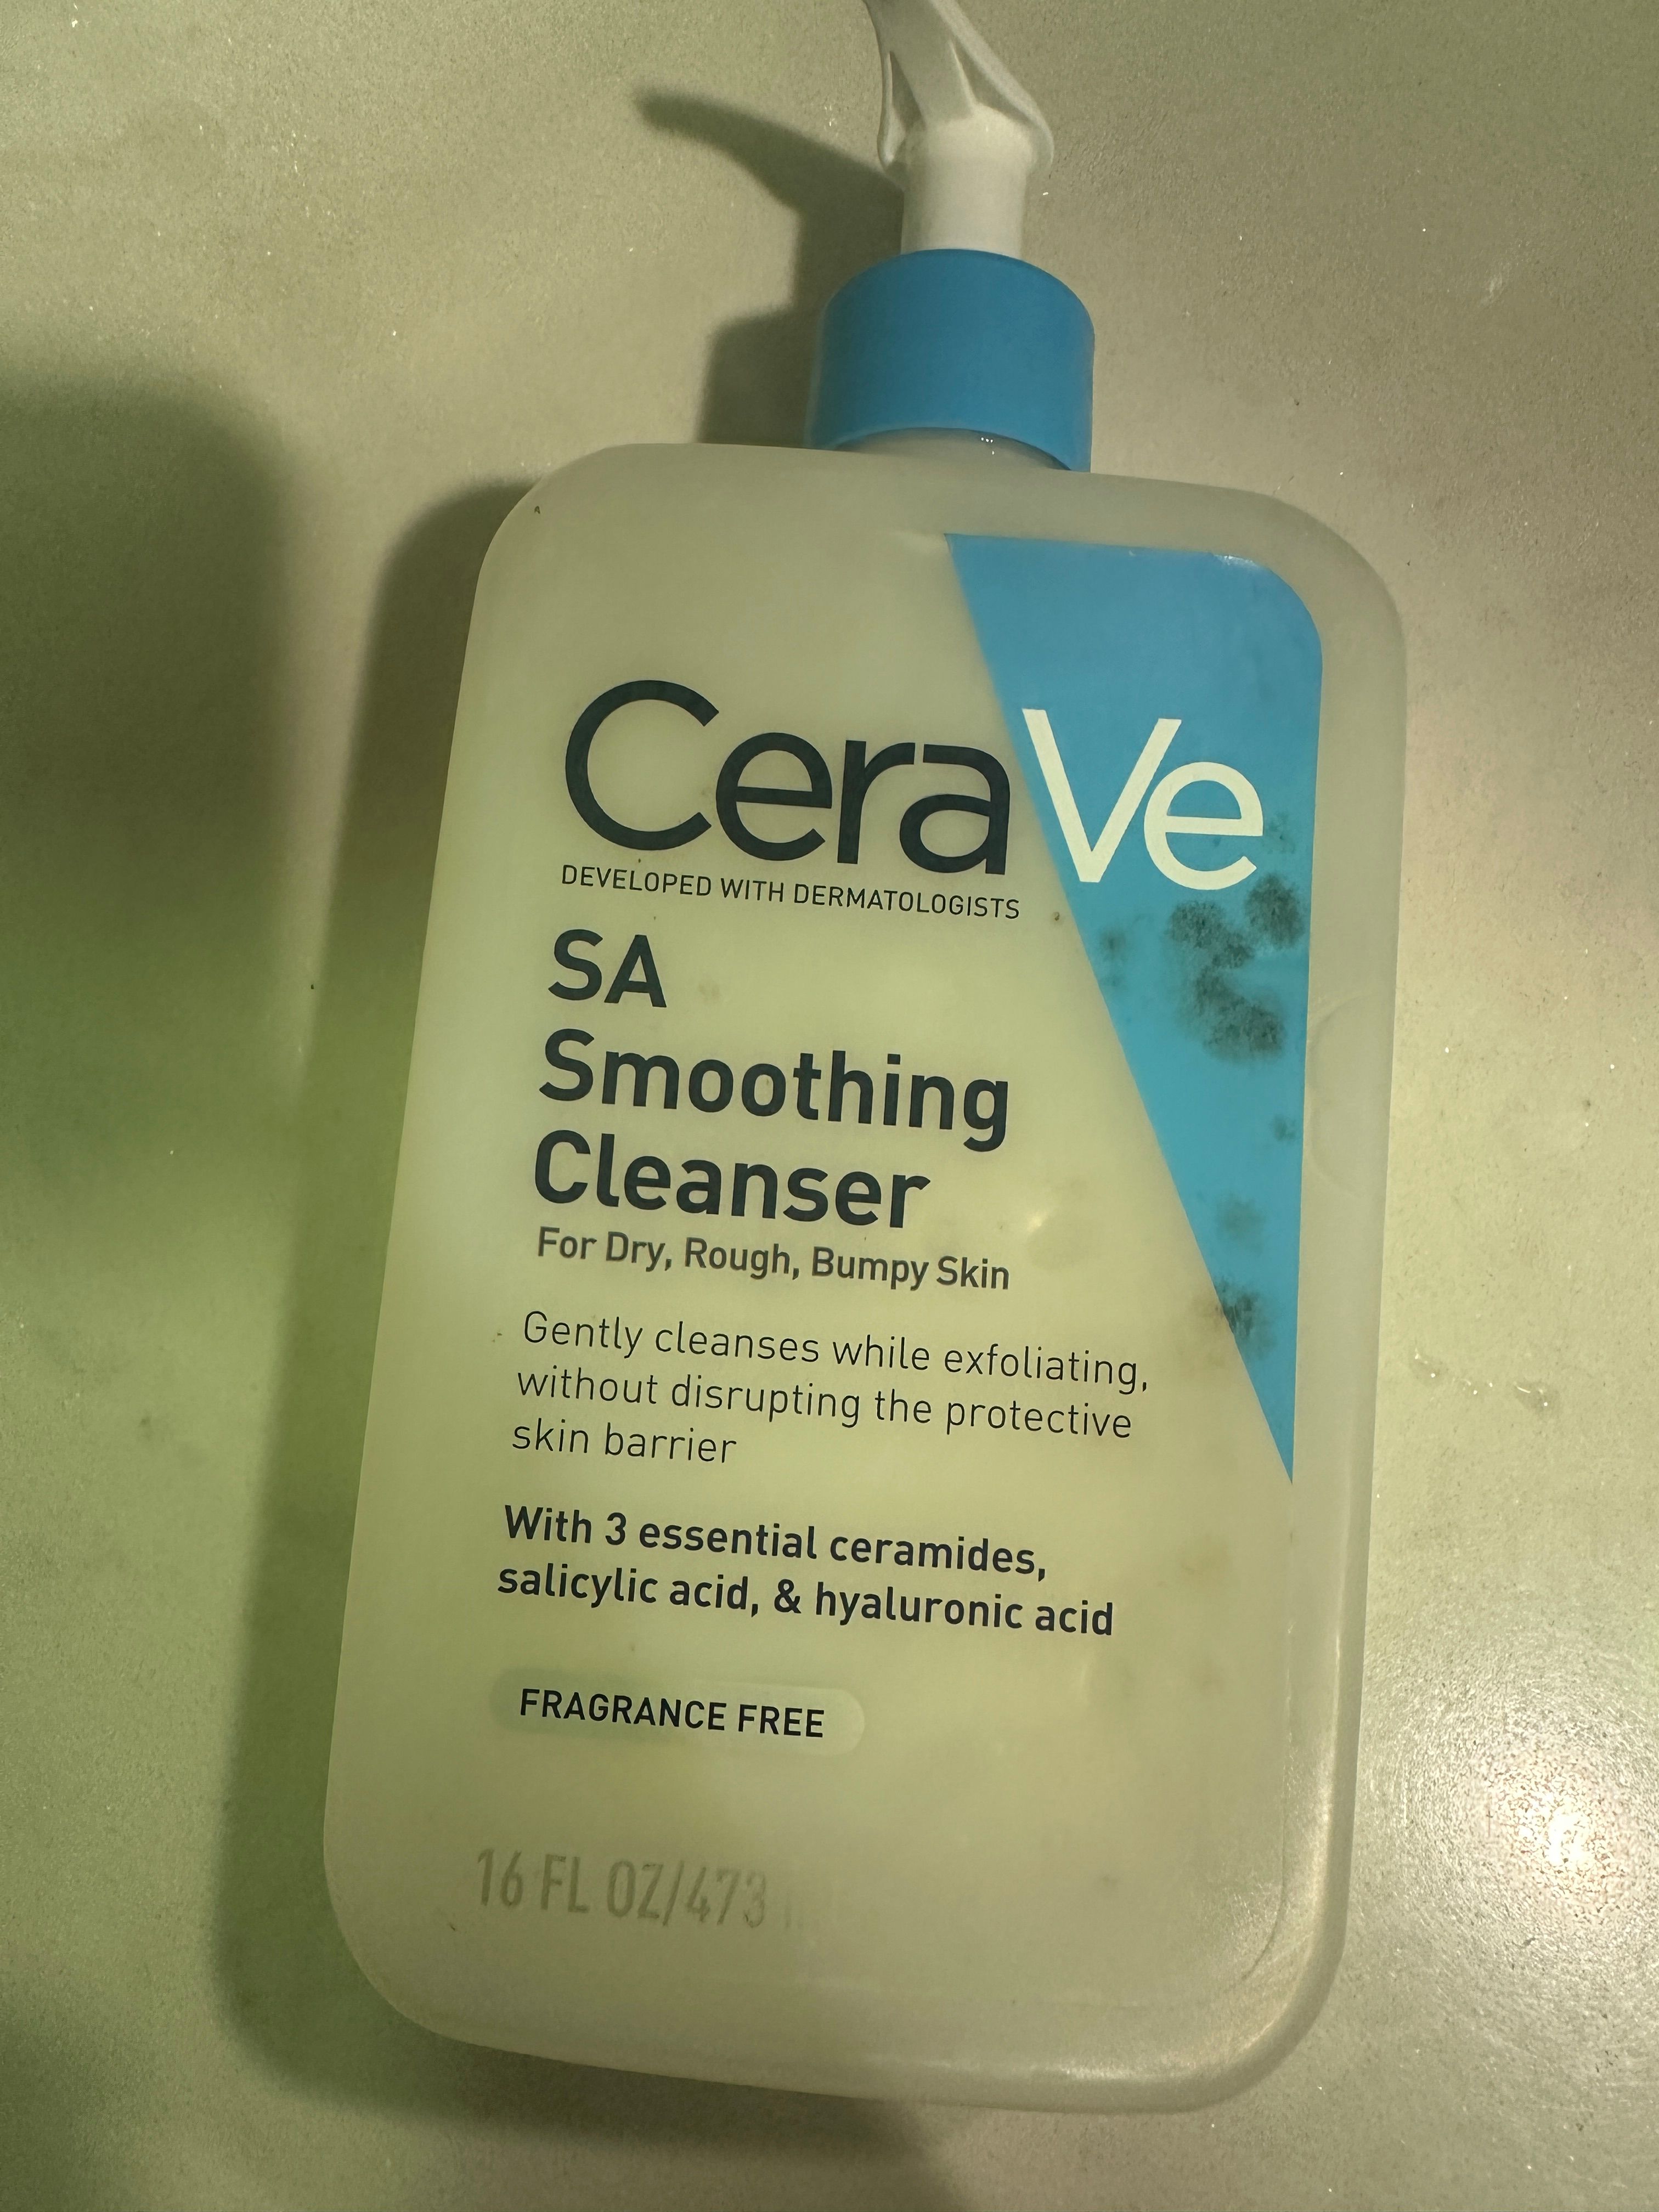 CeraVe
DEVELOPED WITH DERMATOLOGISTS
SA
Smoothing
Cleanser
For Dry, Rough, Bumpy Skin
Gently cleanses while exfoliating,
without disrupting the protective
skin barrier
With 3 essential ceramides,
salicylic acid, & hyaluronic acid
FRAGRANCE FREE
16 FL OZ/473